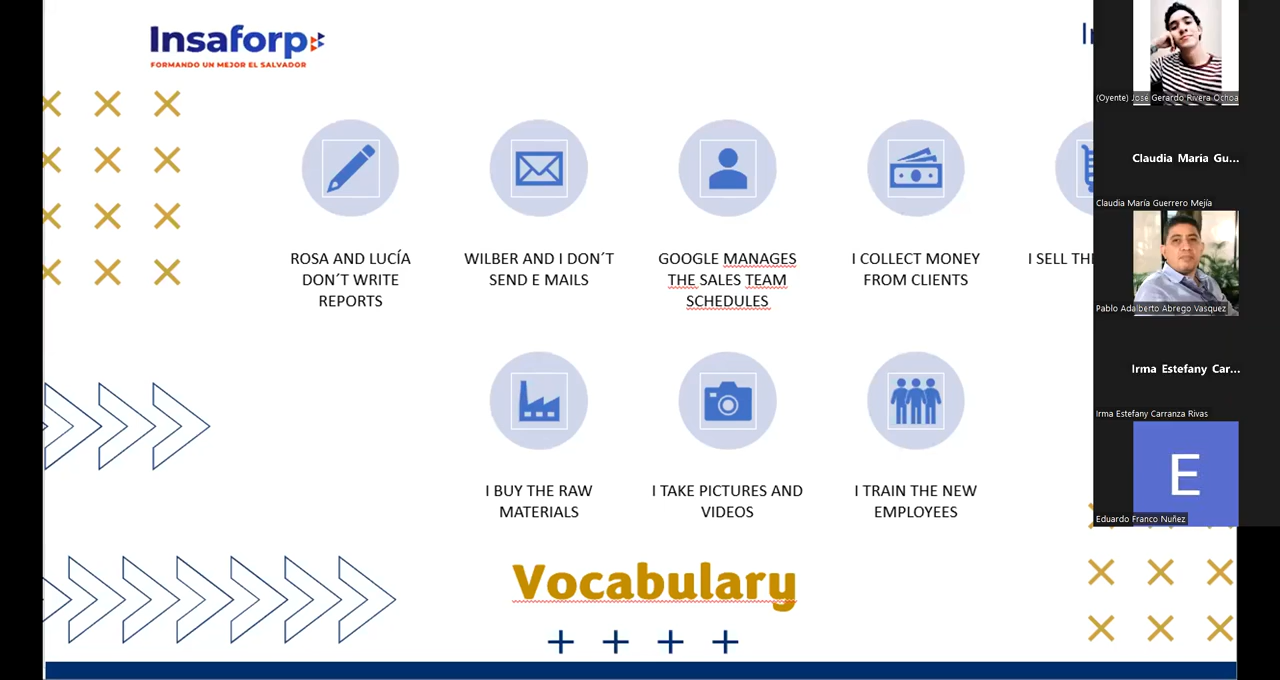 Insaforp
FORMANDO UN MEJOR EL SALVADOR
ROSA AND LUCÍA
DON´T WRITE
REPORTS
WILBER AND I DON´T
SEND E MAILS
GOOGLE MANAGES
THE SALES TEAM
SCHEDULES
I COLLECT MONEY
FROM CLIENTS
I SELL
I BUY THE RAW
MATERIALS
I TAKE PICTURES AND
VIDEOS
I TRAIN THE NEW
EMPLOYEES
Vocabulary
(Oyente) José Gerardo Rivera Ochoa
Claudia María Gu...
Claudia María Guerrero Mejía
Pablo Adalberto Abrego Vasquez
Irma Estefany Car...
Irma Estefany Carranza Rivas
E
Eduardo Franco Nuñez